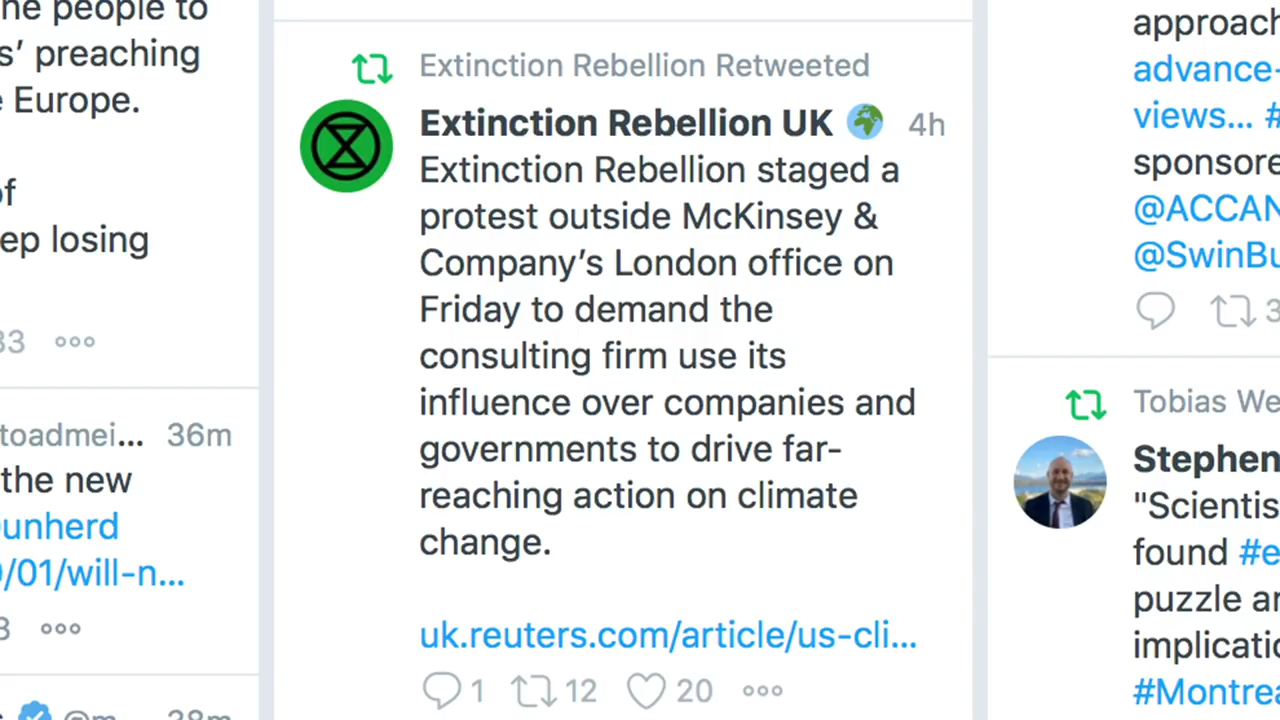 he people to
s’ preaching
Europe.
of
ep losing
33
toadmei... 36m
the new
unherd
/01/will-n...
3
Extinction Rebellion Retweeted
Extinction Rebellion UK 4h
Extinction Rebellion staged a
protest outside McKinsey &
Company’s London office on
Friday to demand the
consulting firm use its
influence over companies and
governments to drive far-
reaching action on climate
change.
uk.reuters.com/article/us-cli...
1 12 20
approach
advance-
views... #
sponsore
@ACCAN
@SwinBu
3
Tobias We
Stephen
"Scientis
found #e
puzzle an
implicatio
#Montrea